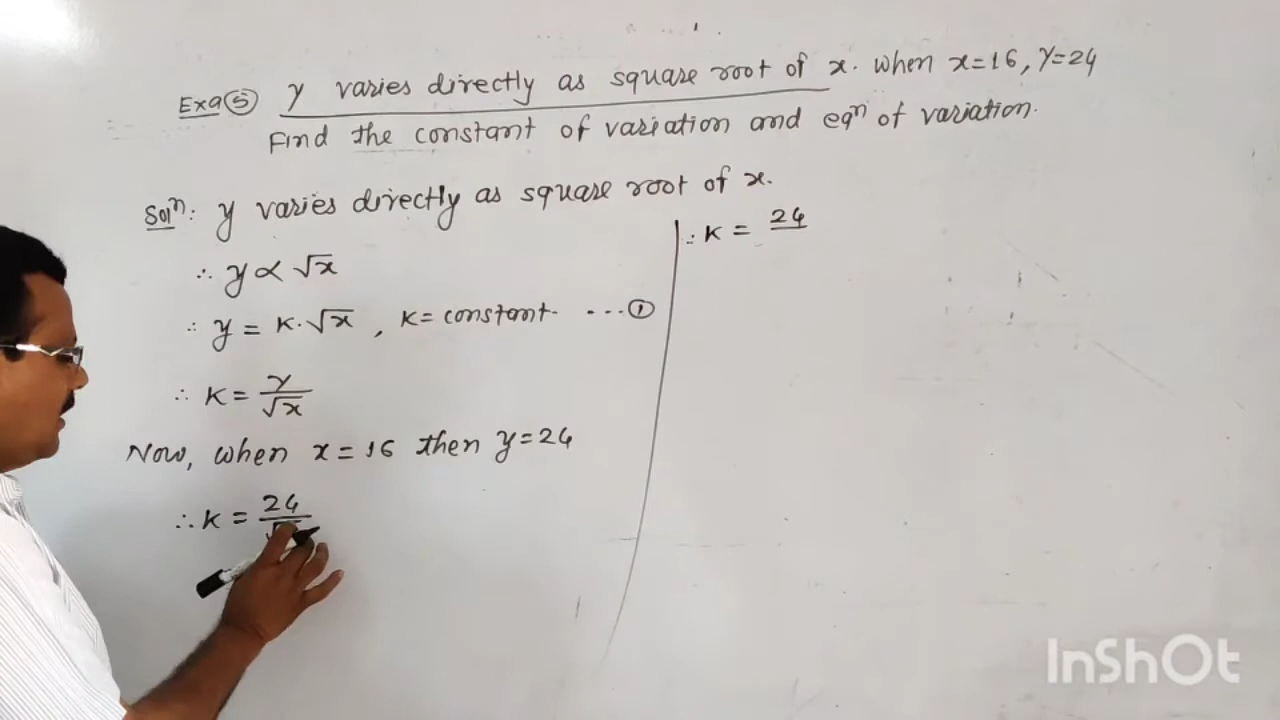 Exa⑤ y varies directly as square root of x. when x=16, y=24
Find the constant of variation and eqⁿ of variation.
Solⁿ: y varies directly as square root of x.
∴ y ∝ √x
∴ y = K·√x , K = constant. ---①
∴ K = y/√x
Now, when x = 16 then y = 24
∴ K = 24/√
∴ K = 24
InShOt